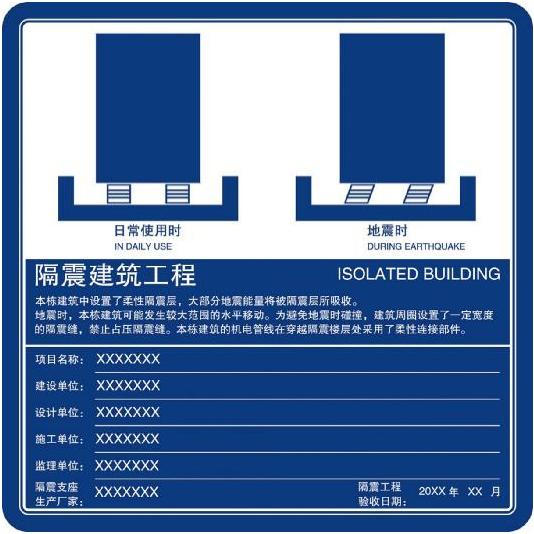 日常使用时
IN DAILY USE
地震时
DURING EARTHQUAKE
隔震建筑工程 ISOLATED BUILDING
本栋建筑中设置了柔性隔震层，大部分地震能量将被隔震层所吸收。
地震时，本栋建筑可能发生较大范围的水平移动。为避免地震时碰撞，建筑周圈设置了一定宽度
的隔震缝，禁止占压隔震缝。本栋建筑的机电管线在穿越隔震楼层处采用了柔性连接部件。
项目名称： XXXXXXX
建设单位： XXXXXXX
设计单位： XXXXXXX
施工单位： XXXXXXX
监理单位： XXXXXXX
隔震支座
生产厂家： XXXXXXX
隔震工程
验收日期： 20XX 年 XX 月